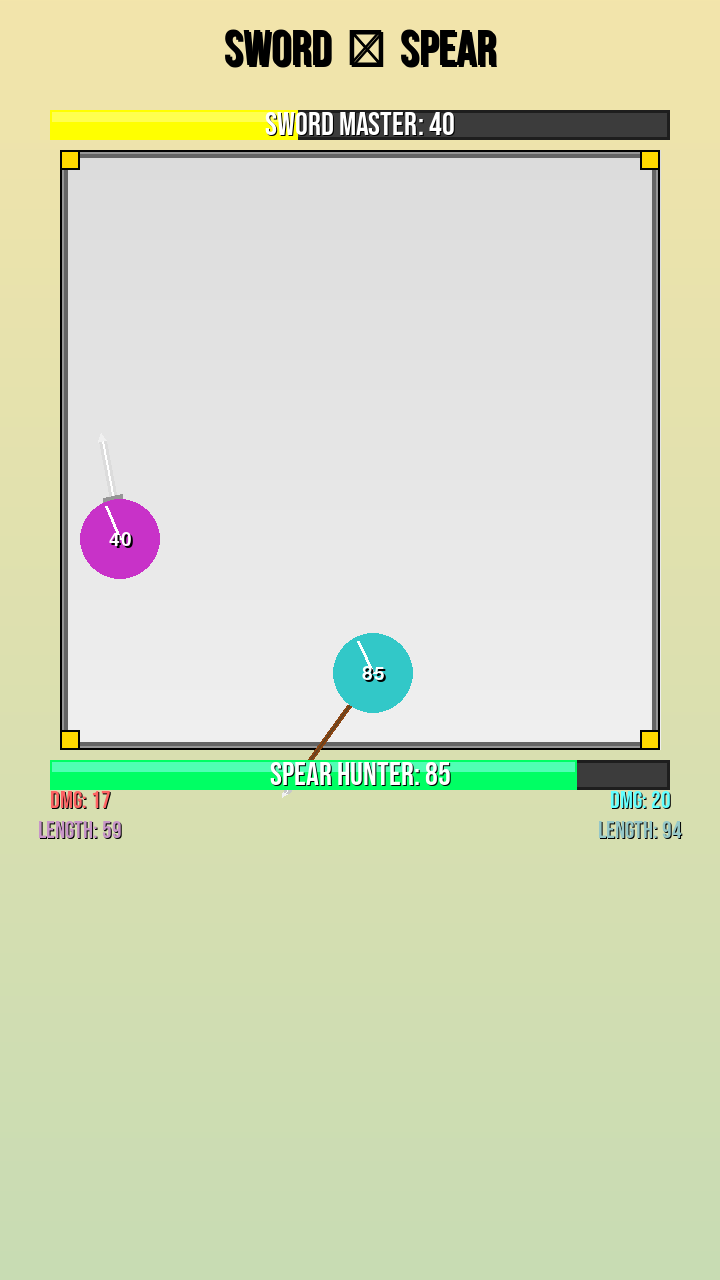 SWORD ☒ SPEAR
SWORD MASTER: 40
40
85
SPEAR HUNTER: 85
DMG: 17 DMG: 20
LENGTH: 59 LENGTH: 94